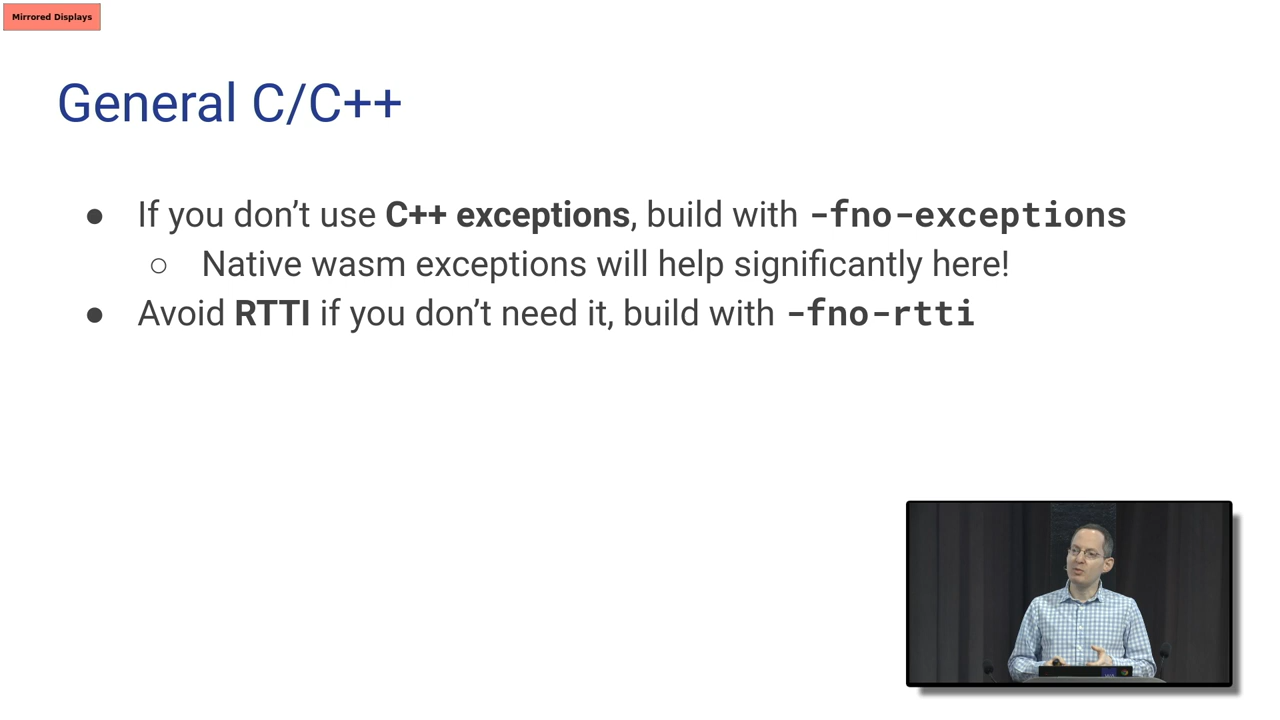 Mirrored Displays
General C/C++
● If you don’t use C++ exceptions, build with -fno-exceptions
○ Native wasm exceptions will help significantly here!
● Avoid RTTI if you don’t need it, build with -fno-rtti